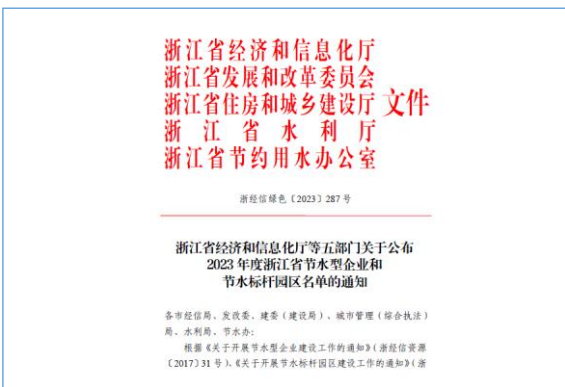 浙江省经济和信息化厅
浙江省发展和改革委员会
浙江省住房和城乡建设厅 文件
浙江省水利厅
浙江省节约用水办公室
浙经信绿色〔2023〕287号
浙江省经济和信息化厅等五部门关于公布
2023年度浙江省节水型企业和
节水标杆园区名单的通知
各市经信局、发改委、建委（建设局）、城市管理（综合执法）
局、水利局、节水办：
根据《关于开展节水型企业建设工作的通知》（浙经信资源
〔2017〕31号）、《关于开展节水标杆园区建设工作的通知》（浙